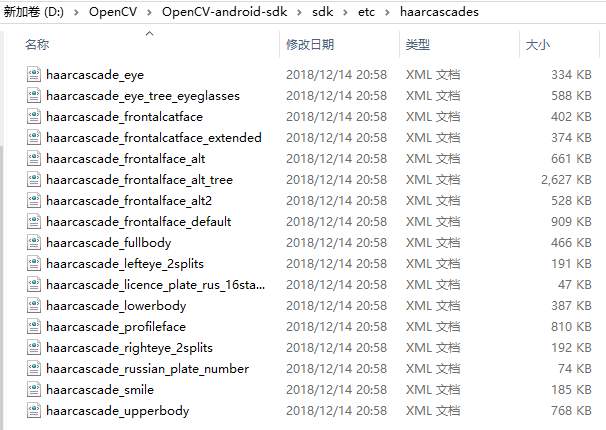 新加卷 (D:) > OpenCV > OpenCV-android-sdk > sdk > etc > haarcascades
名称 修改日期 类型 大小
haarcascade_eye 2018/12/14 20:58 XML 文档 334 KB
haarcascade_eye_tree_eyeglasses 2018/12/14 20:58 XML 文档 588 KB
haarcascade_frontalcatface 2018/12/14 20:58 XML 文档 402 KB
haarcascade_frontalcatface_extended 2018/12/14 20:58 XML 文档 374 KB
haarcascade_frontalface_alt 2018/12/14 20:58 XML 文档 661 KB
haarcascade_frontalface_alt_tree 2018/12/14 20:58 XML 文档 2,627 KB
haarcascade_frontalface_alt2 2018/12/14 20:58 XML 文档 528 KB
haarcascade_frontalface_default 2018/12/14 20:58 XML 文档 909 KB
haarcascade_fullbody 2018/12/14 20:58 XML 文档 466 KB
haarcascade_lefteye_2splits 2018/12/14 20:58 XML 文档 191 KB
haarcascade_licence_plate_rus_16sta... 2018/12/14 20:58 XML 文档 47 KB
haarcascade_lowerbody 2018/12/14 20:58 XML 文档 387 KB
haarcascade_profileface 2018/12/14 20:58 XML 文档 810 KB
haarcascade_righteye_2splits 2018/12/14 20:58 XML 文档 192 KB
haarcascade_russian_plate_number 2018/12/14 20:58 XML 文档 74 KB
haarcascade_smile 2018/12/14 20:58 XML 文档 185 KB
haarcascade_upperbody 2018/12/14 20:58 XML 文档 768 KB